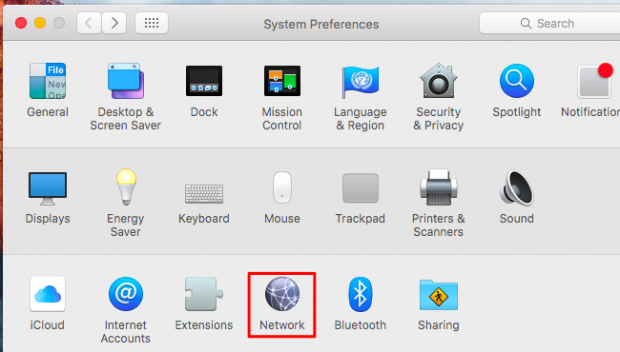 System Preferences
Search
File
New
Ope
General
Desktop &
Screen Saver
Dock
Mission
Control
Language
& Region
Security
& Privacy
Spotlight
Notification
Displays
Energy
Saver
Keyboard
Mouse
Trackpad
Printers &
Scanners
Sound
iCloud
@
Internet
Accounts
Extensions
Network
Bluetooth
Sharing